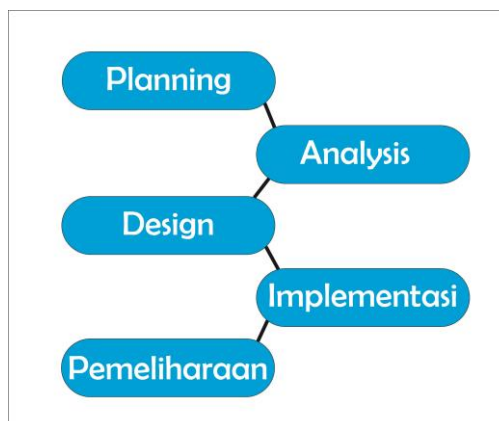 Planning
Analysis
Design
Implementasi
Pemeliharaan